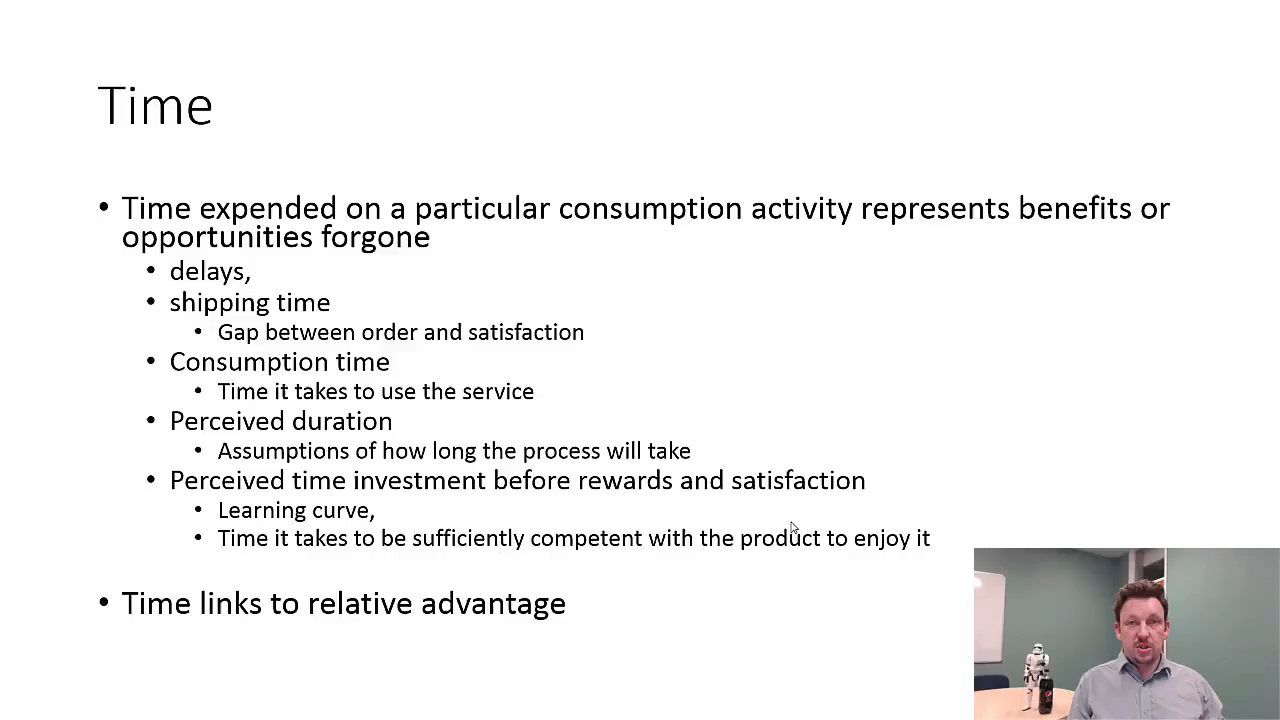 Time
• Time expended on a particular consumption activity represents benefits or
opportunities forgone
• delays,
• shipping time
• Gap between order and satisfaction
• Consumption time
• Time it takes to use the service
• Perceived duration
• Assumptions of how long the process will take
• Perceived time investment before rewards and satisfaction
• Learning curve,
• Time it takes to be sufficiently competent with the product to enjoy it
• Time links to relative advantage